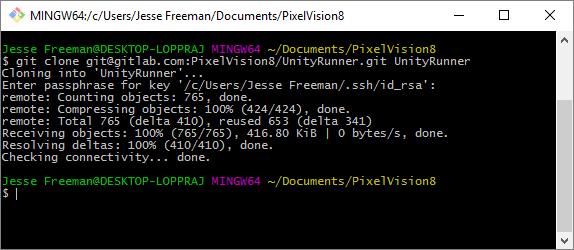 MINGW64:/c/Users/Jesse Freeman/Documents/PixelVision8
Jesse Freeman@DESKTOP-LOPPRAJ MINGW64 ~/Documents/PixelVision8
$ git clone git@gitlab.com:PixelVision8/UnityRunner.git UnityRunner
Cloning into 'UnityRunner'...
Enter passphrase for key '/c/Users/Jesse Freeman/.ssh/id_rsa':
remote: Counting objects: 765, done.
remote: Compressing objects: 100% (424/424), done.
remote: Total 765 (delta 410), reused 653 (delta 341)
Receiving objects: 100% (765/765), 416.80 KiB | 0 bytes/s, done.
Resolving deltas: 100% (410/410), done.
Checking connectivity... done.
Jesse Freeman@DESKTOP-LOPPRAJ MINGW64 ~/Documents/PixelVision8
$